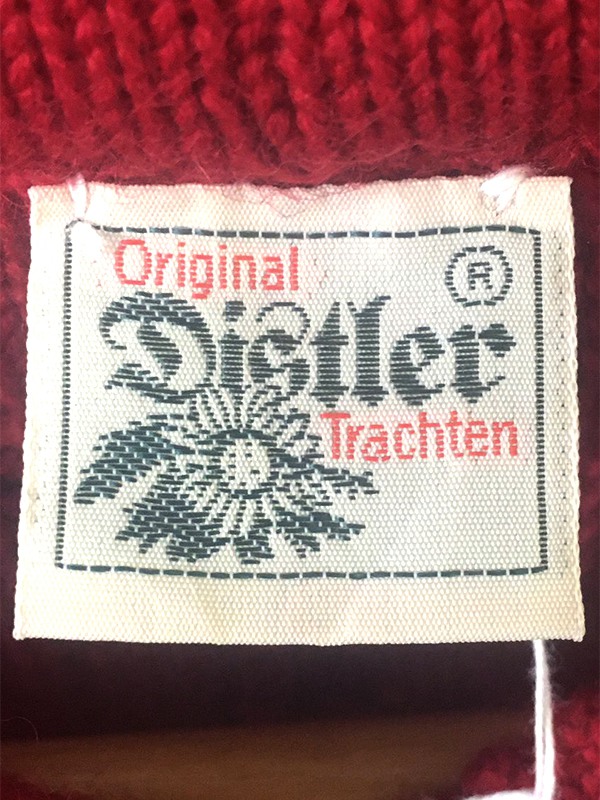 Original ®
Distler
Trachten